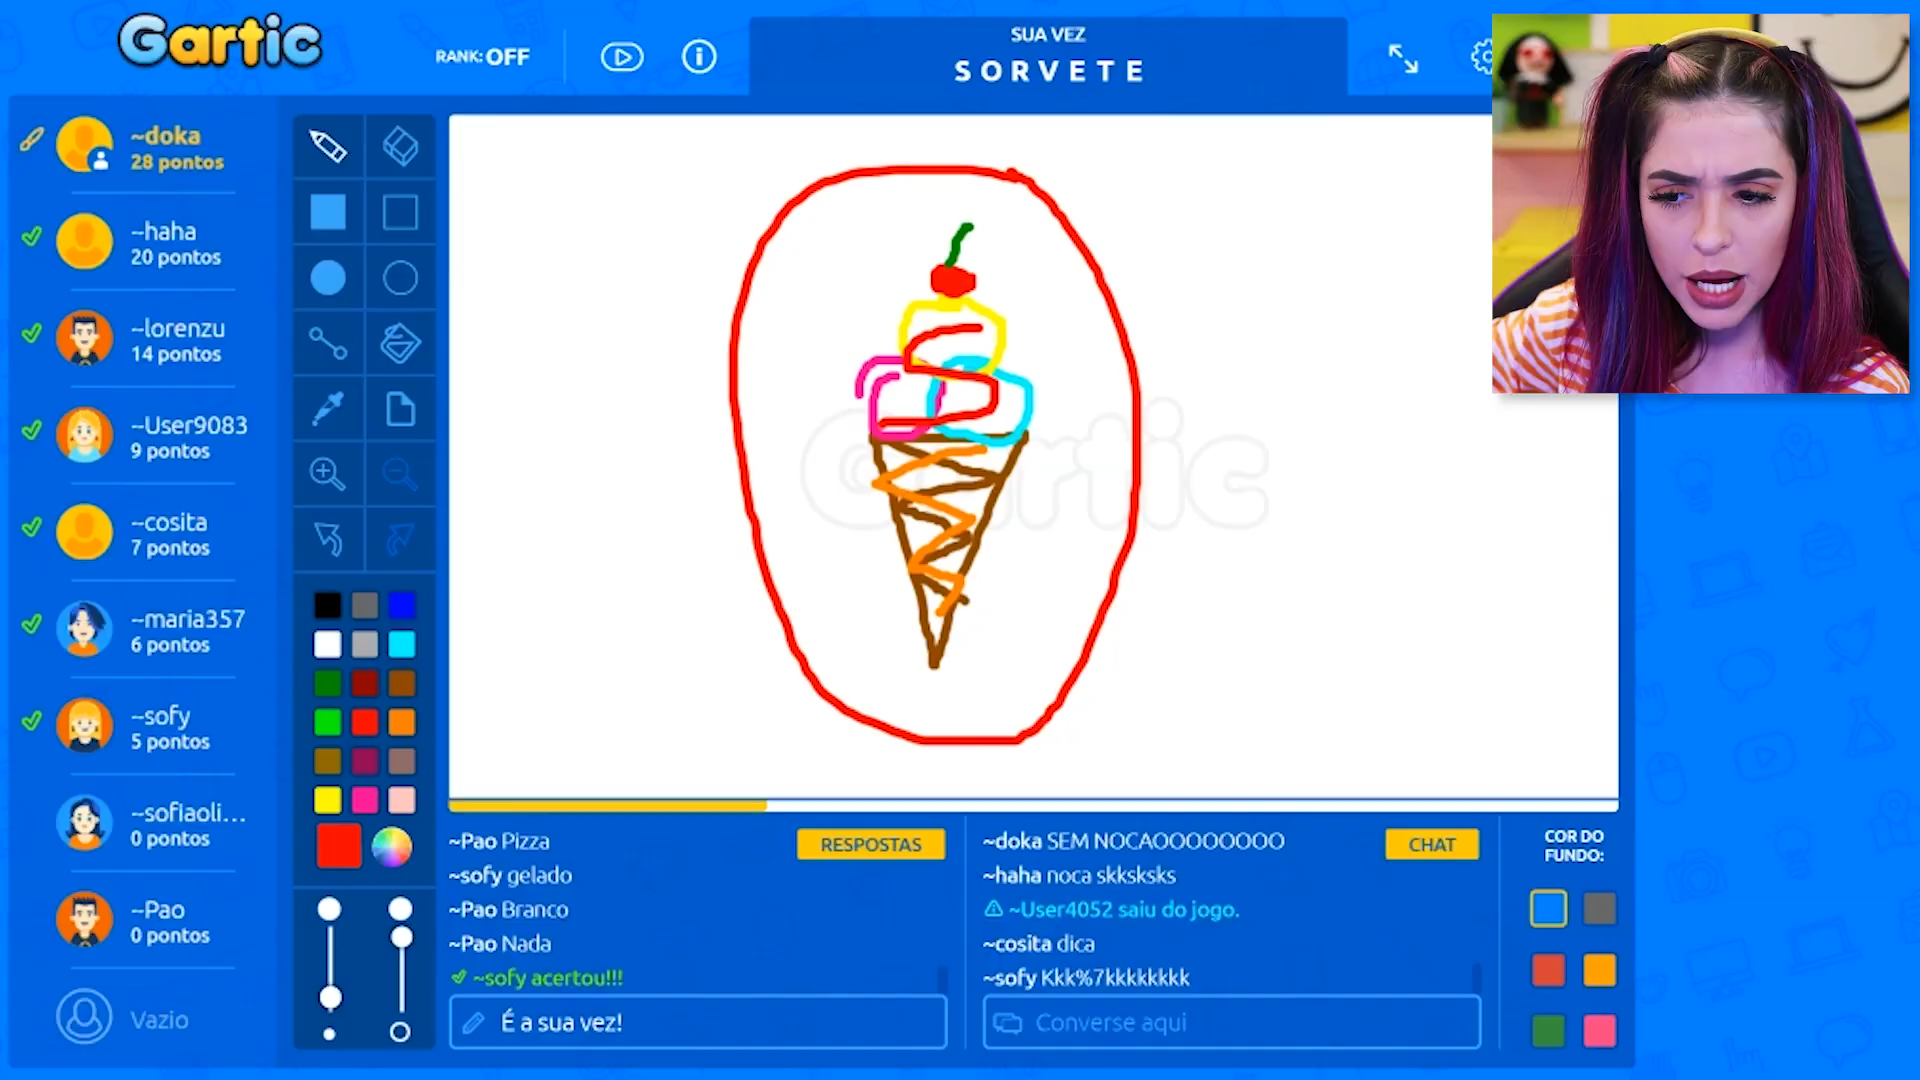 Gartic
RANK: OFF
SUA VEZ
SORVETE
~doka
28 pontos
~haha
20 pontos
~lorenzu
14 pontos
~User9083
9 pontos
~cosita
7 pontos
~maria357
6 pontos
~sofy
5 pontos
~sofiaoli...
0 pontos
~Pao
0 pontos
Vazio
Gartic
~Pao Pizza
~sofy gelado
~Pao Branco
~Pao Nada
~sofy acertou!!!
RESPOSTAS
É a sua vez!
~doka SEM NOCAOOOOOOOO
~haha noca skksksks
~User4052 saiu do jogo.
~cosita dica
~sofy Kkk%7kkkkkkkk
CHAT
Converse aqui
COR DO
FUNDO: